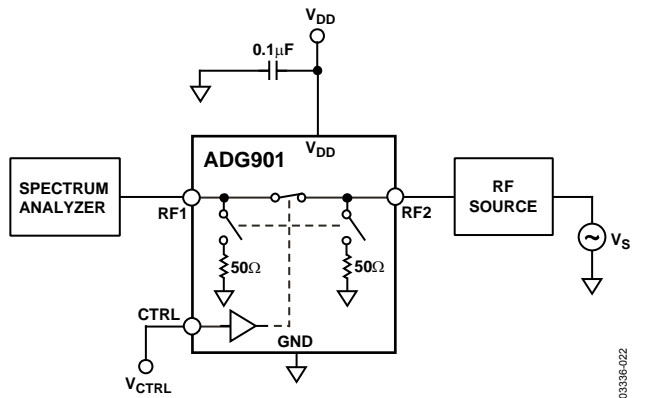 VDD
0.1μF
VDD
ADG901
SPECTRUM
ANALYZER
RF1
RF2
RF
SOURCE
~
VS
50Ω
50Ω
CTRL
GND
VCTRL
03336-022